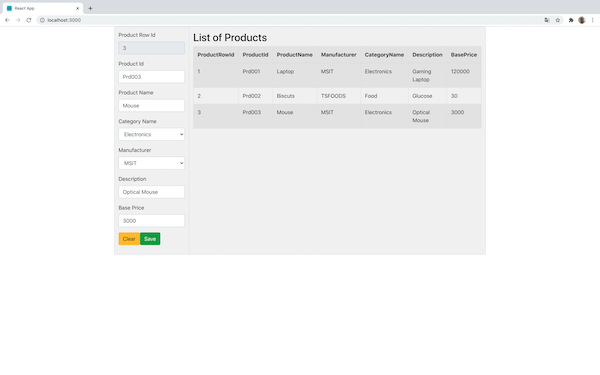 React App
localhost:3000
Product Row Id
3
Product Id
Prd003
Product Name
Mouse
Category Name
Electronics
Manufacturer
MSIT
Description
Optical Mouse
Base Price
3000
Clear Save
List of Products
ProductRowId ProductId ProductName Manufacturer CategoryName Description BasePrice
1 Prd001 Laptop MSIT Electronics Gaming 120000
Laptop
2 Prd002 Biscuts TSFOODS Food Glucose 30
3 Prd003 Mouse MSIT Electronics Optical 3000
Mouse